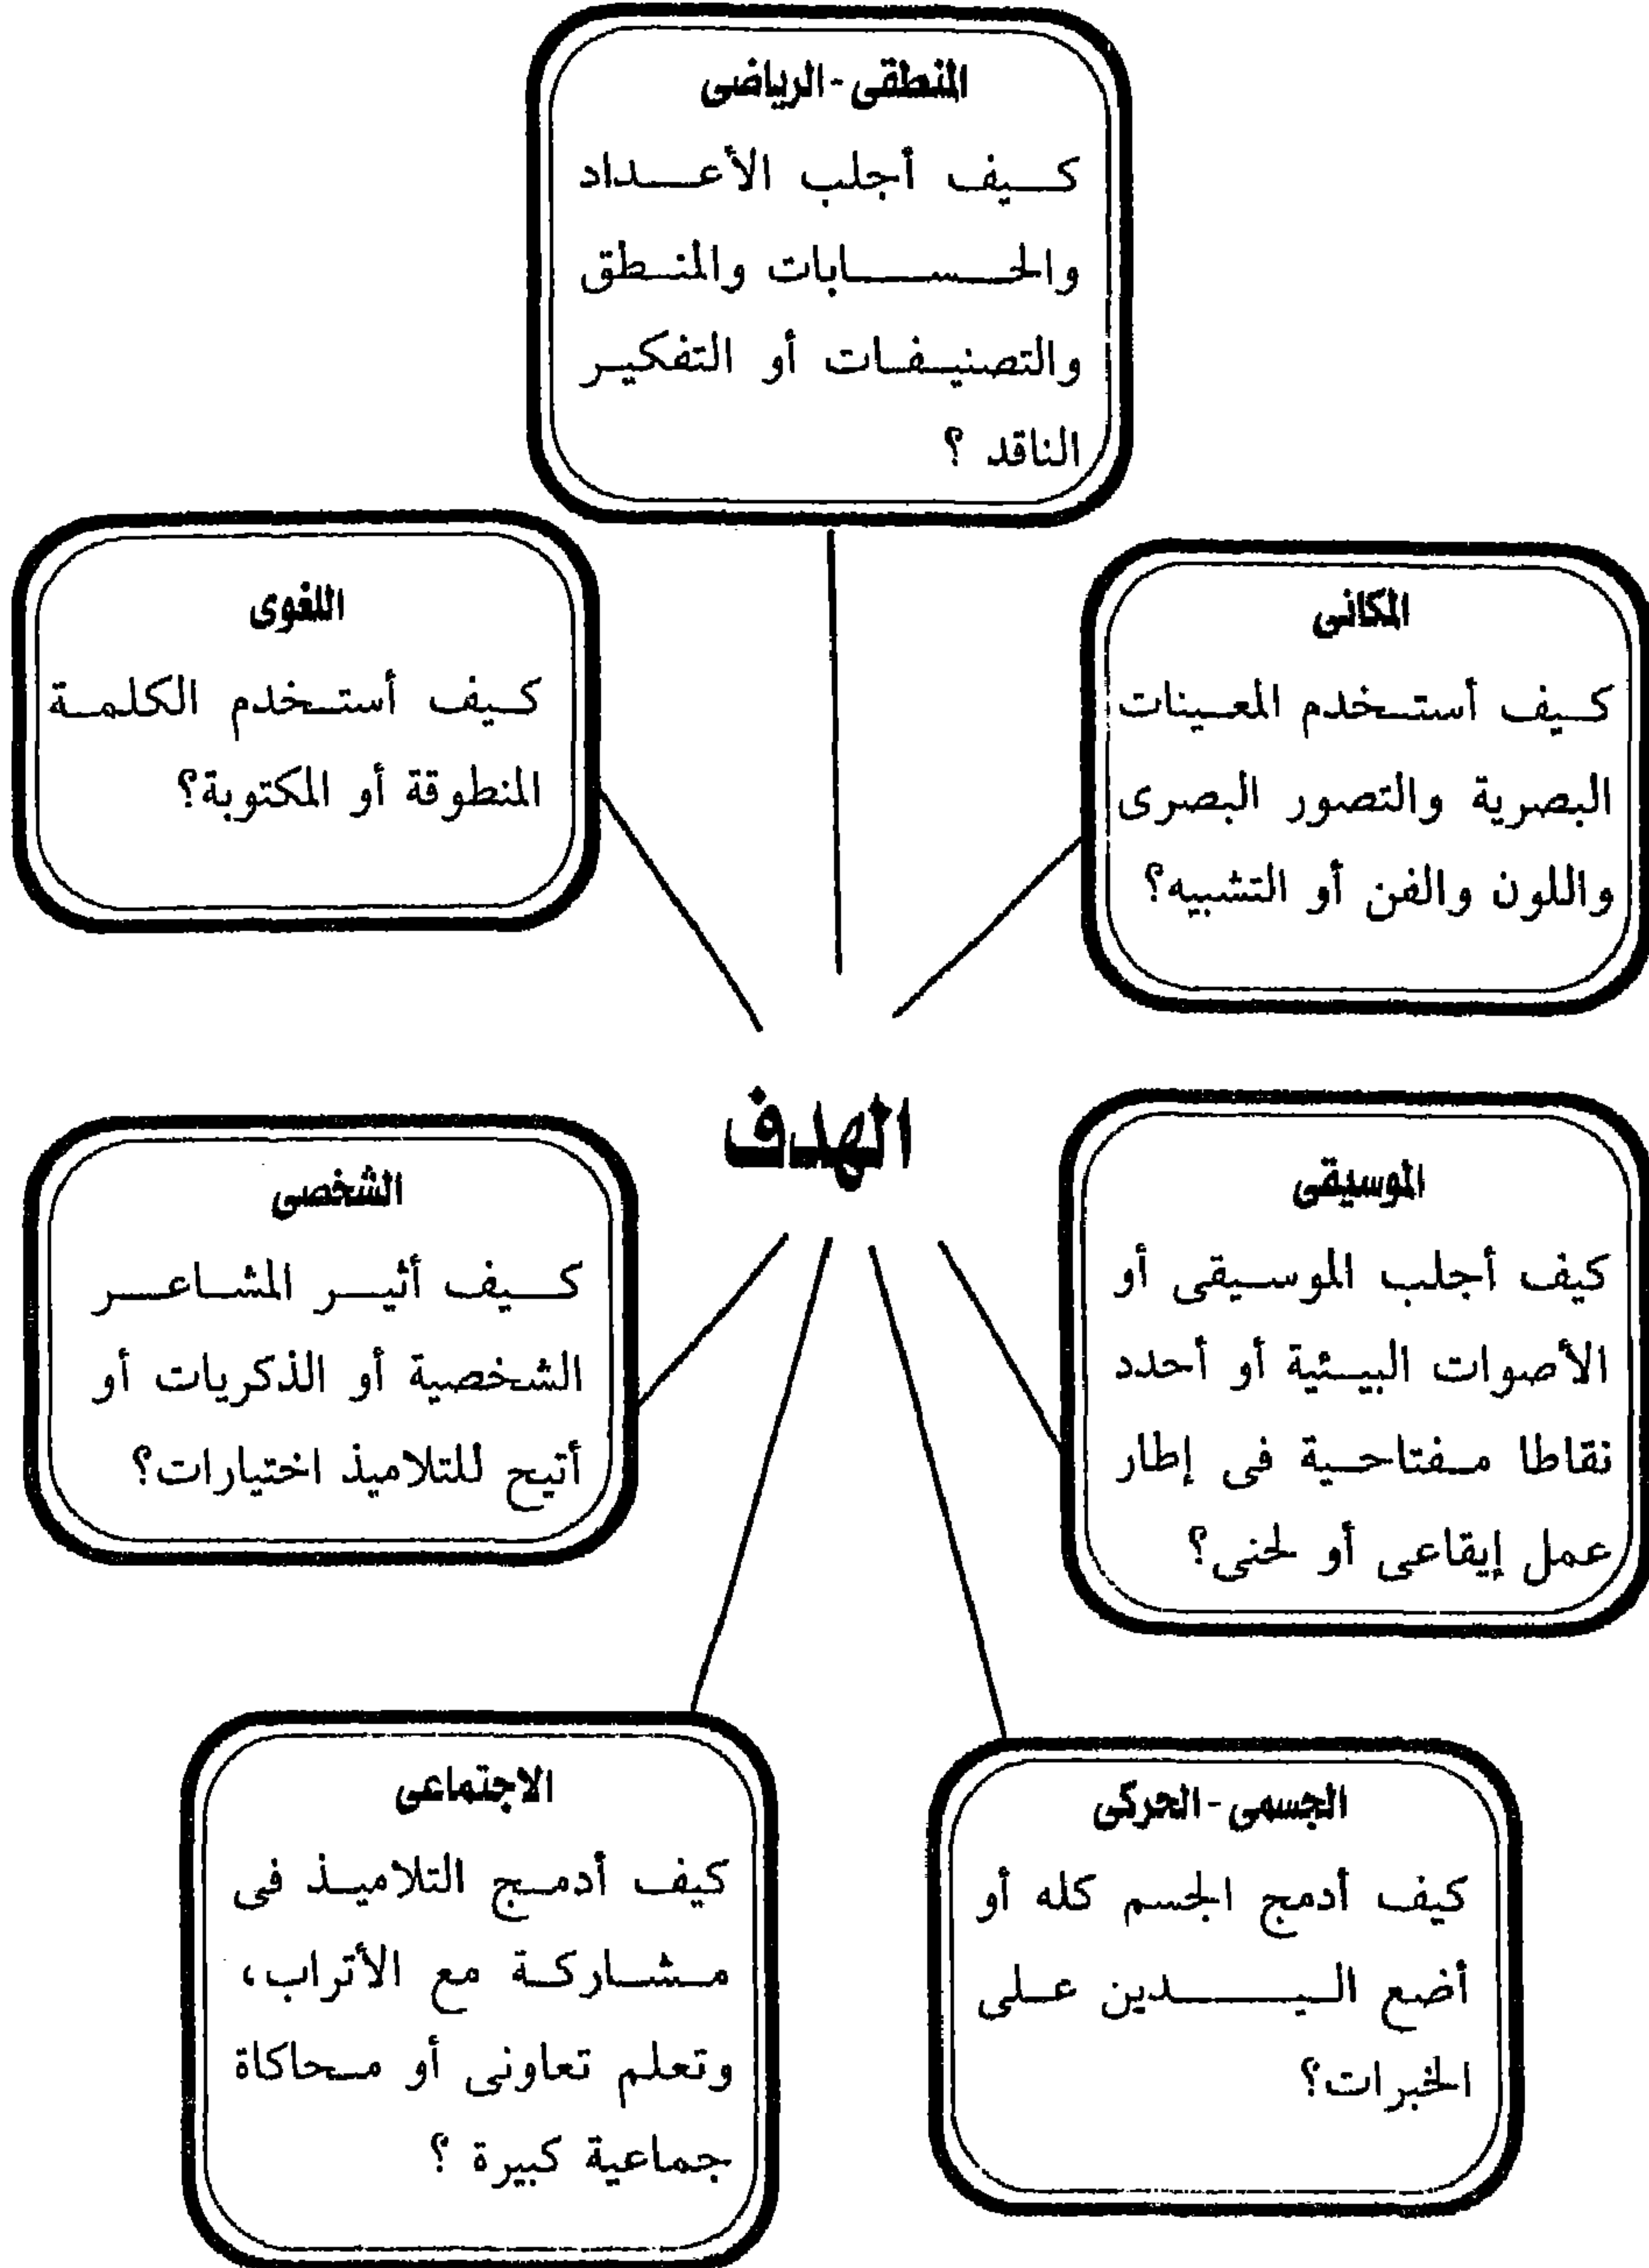 المنطقى - الرياضى
كيف أجلب الأعداد
والحسابات والمنطق
والتصنيفات أو التفكير
الناقد ؟
المكانى
كيف أستخدم المعينات
البصرية والتصور البصرى
واللون والفن أو التشبيه؟
اللغوى
كيف أستخدم الكلمة
المنطوقة أو المكتوبة؟
الهدف
الموسيقى
كيف أجلب الموسيقى أو
الأصوات البيئية أو أحدد
نقاطا مفتاحية فى إطار
عمل إيقاعى أو لحنى؟
الشخصى
كيف أثير المشاعر
الشخصية أو الذكريات أو
أتيح للتلاميذ اختيارات؟
الجسمى - الحركى
كيف أدمج الجسم كله أو
أضع اليدين على
الخبرات؟
الاجتماعى
كيف أدمج التلاميذ فى
مشاركة مع الأتراب،
وتعلم تعاونى أو محاكاة
جماعية كبيرة ؟